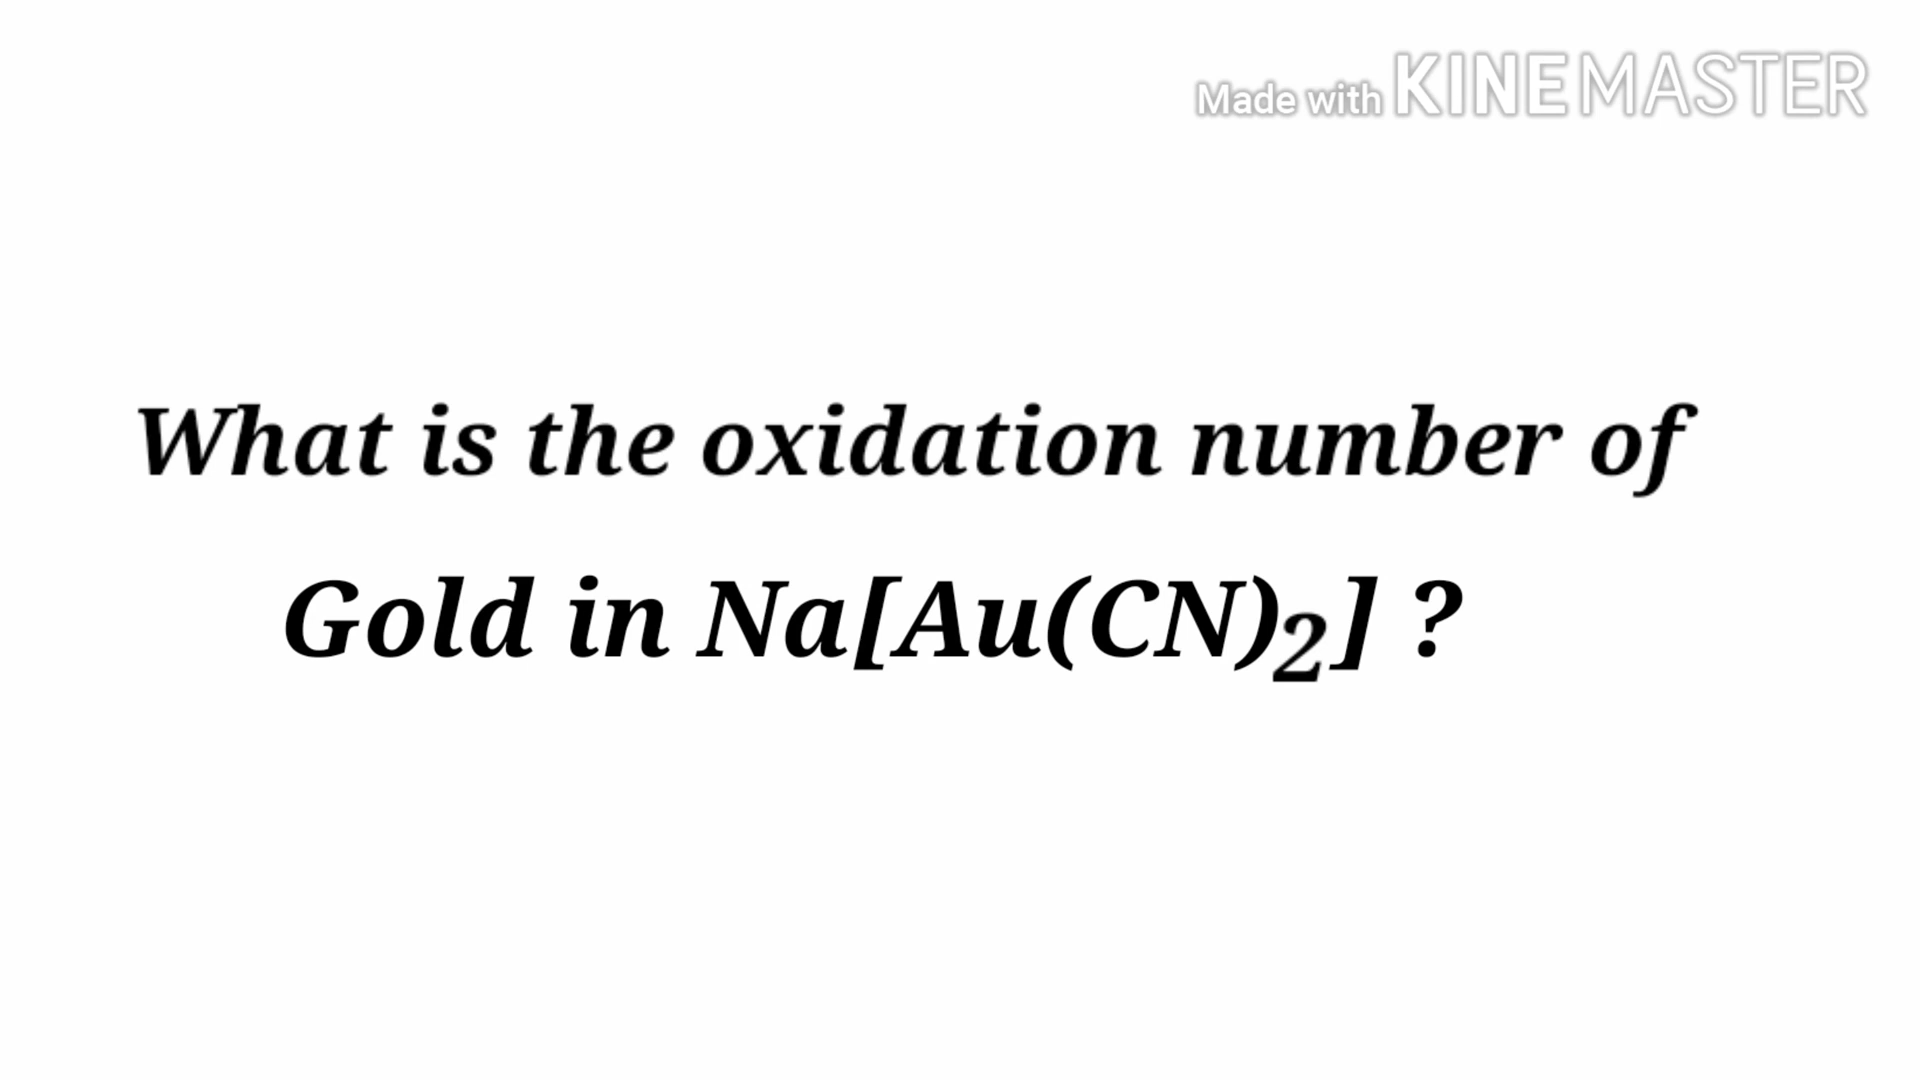 Made with KINEMASTER
What is the oxidation number of
Gold in Na[Au(CN)₂] ?